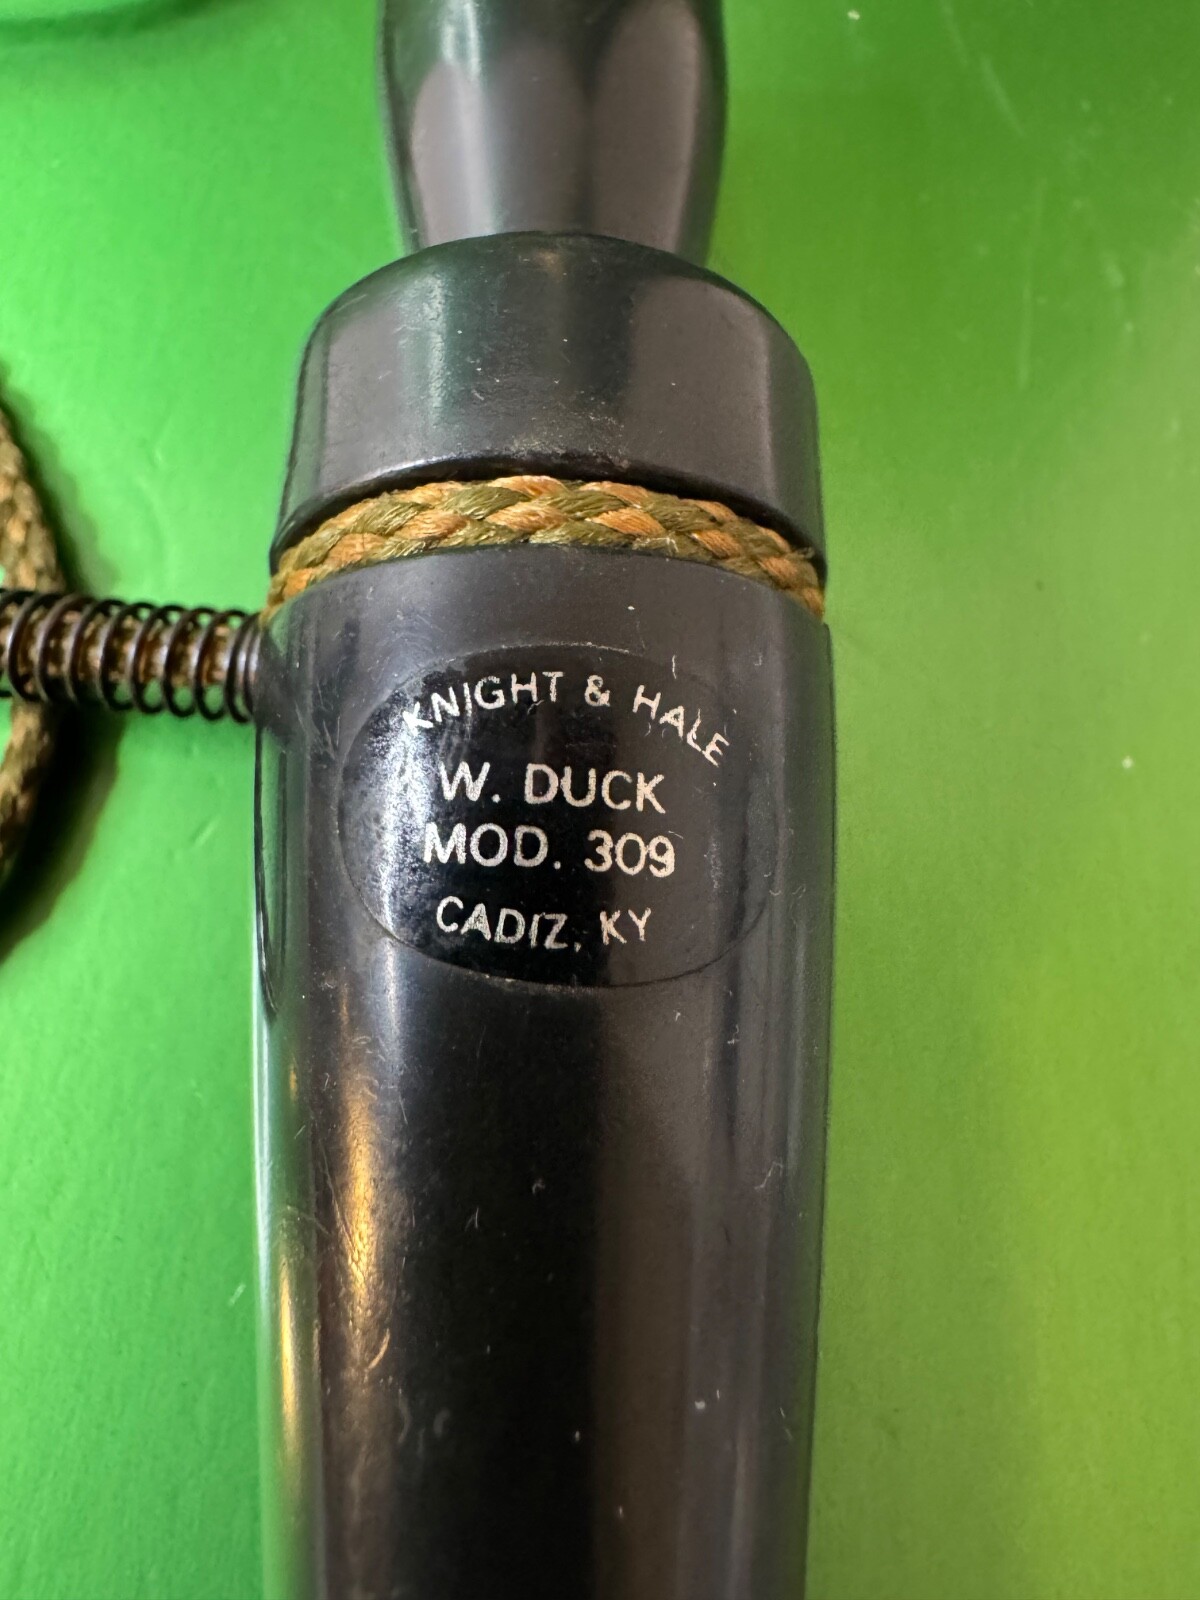 KNIGHT & HALE
W. DUCK
MOD. 309
CADIZ, KY